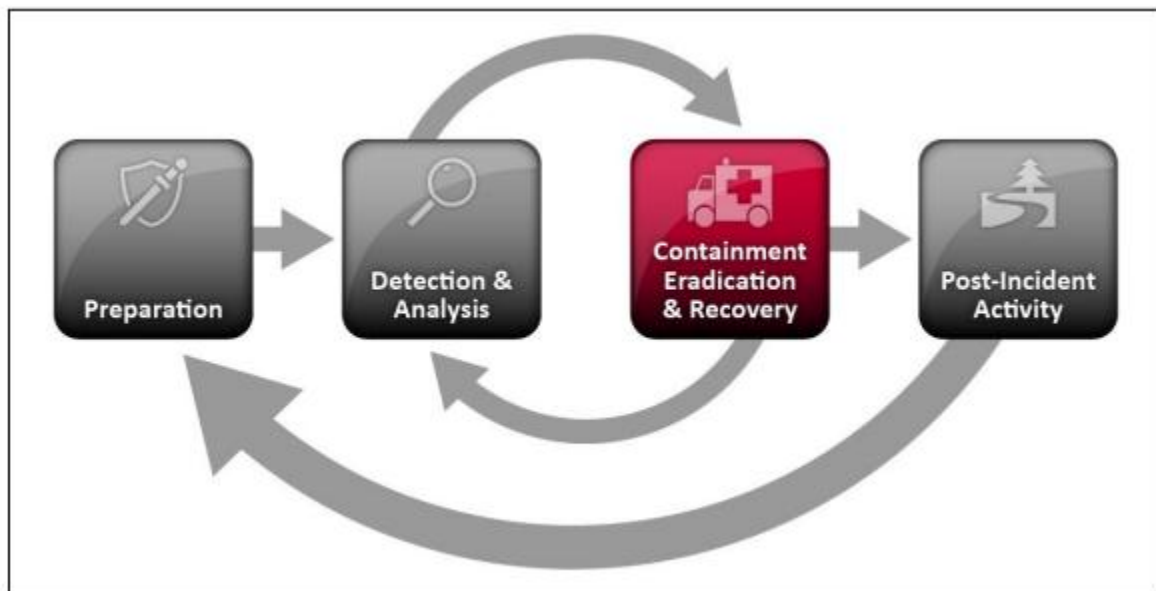 Preparation
Detection &
Analysis
Containment
Eradication
& Recovery
Post-Incident
Activity